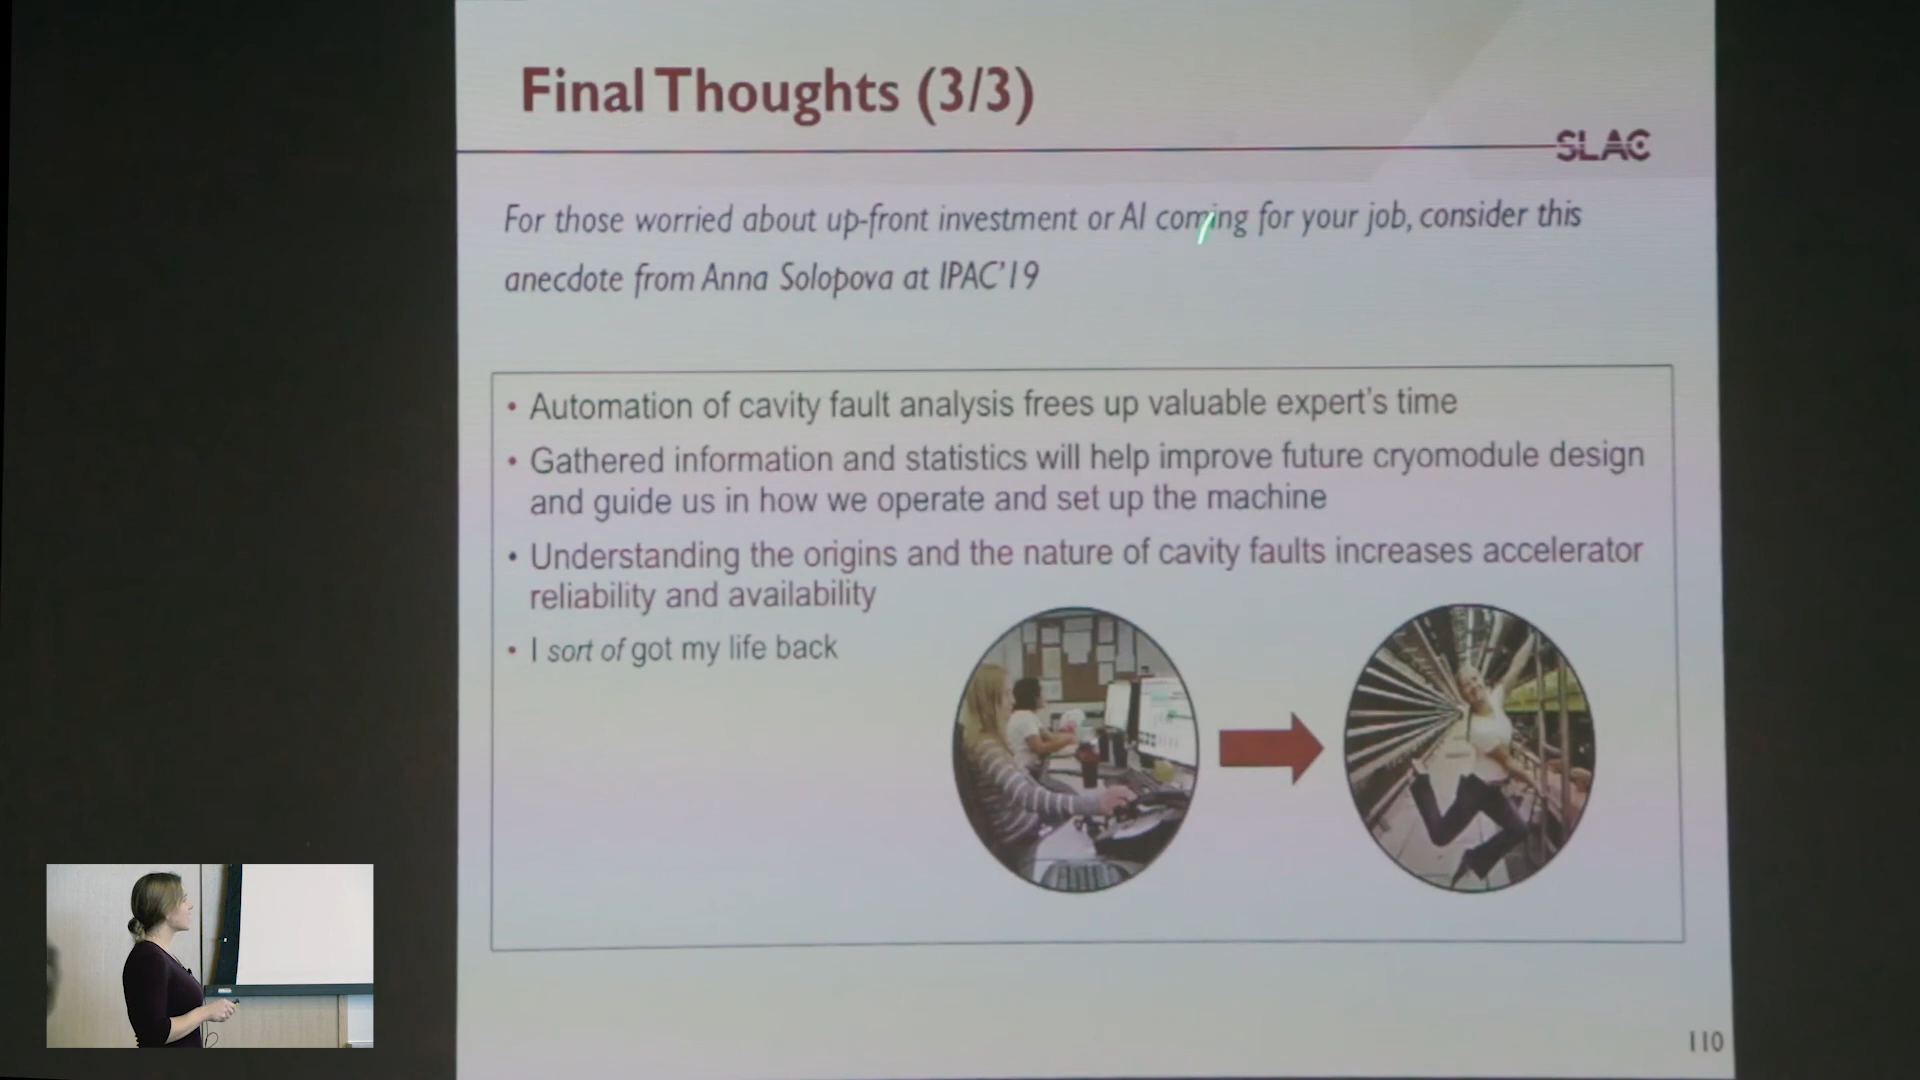 Final Thoughts (3/3)
SLAC
For those worried about up-front investment or AI coming for your job, consider this
anecdote from Anna Solopova at IPAC'19
• Automation of cavity fault analysis frees up valuable expert's time
• Gathered information and statistics will help improve future cryomodule design
and guide us in how we operate and set up the machine
• Understanding the origins and the nature of cavity faults increases accelerator
reliability and availability
• I sort of got my life back
110